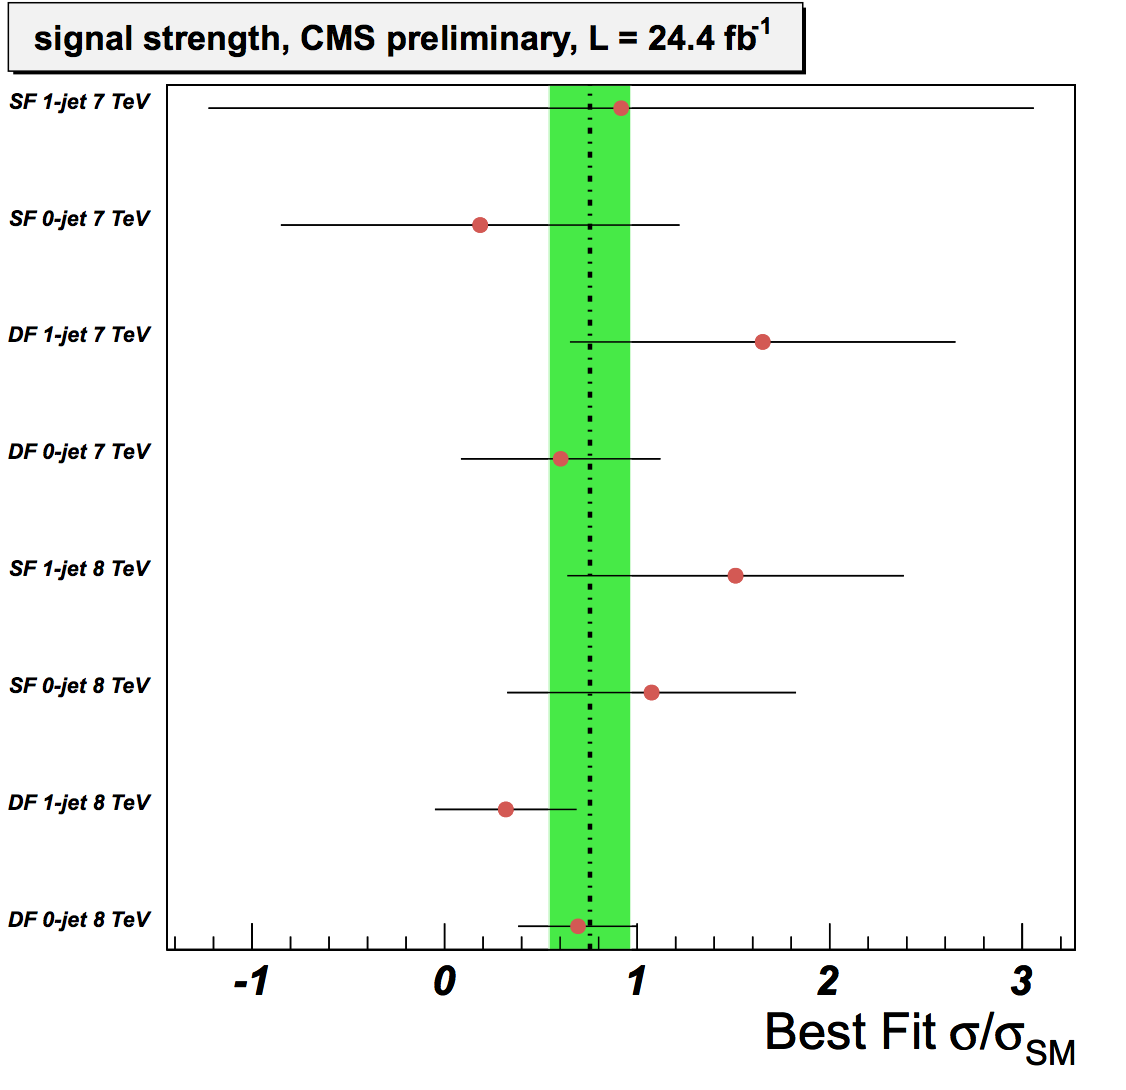 signal strength, CMS preliminary, L = 24.4 fb⁻¹
SF 1-jet 7 TeV
SF 0-jet 7 TeV
DF 1-jet 7 TeV
DF 0-jet 7 TeV
SF 1-jet 8 TeV
SF 0-jet 8 TeV
DF 1-jet 8 TeV
DF 0-jet 8 TeV
-1 0 1 2 3
Best Fit σ/σSM